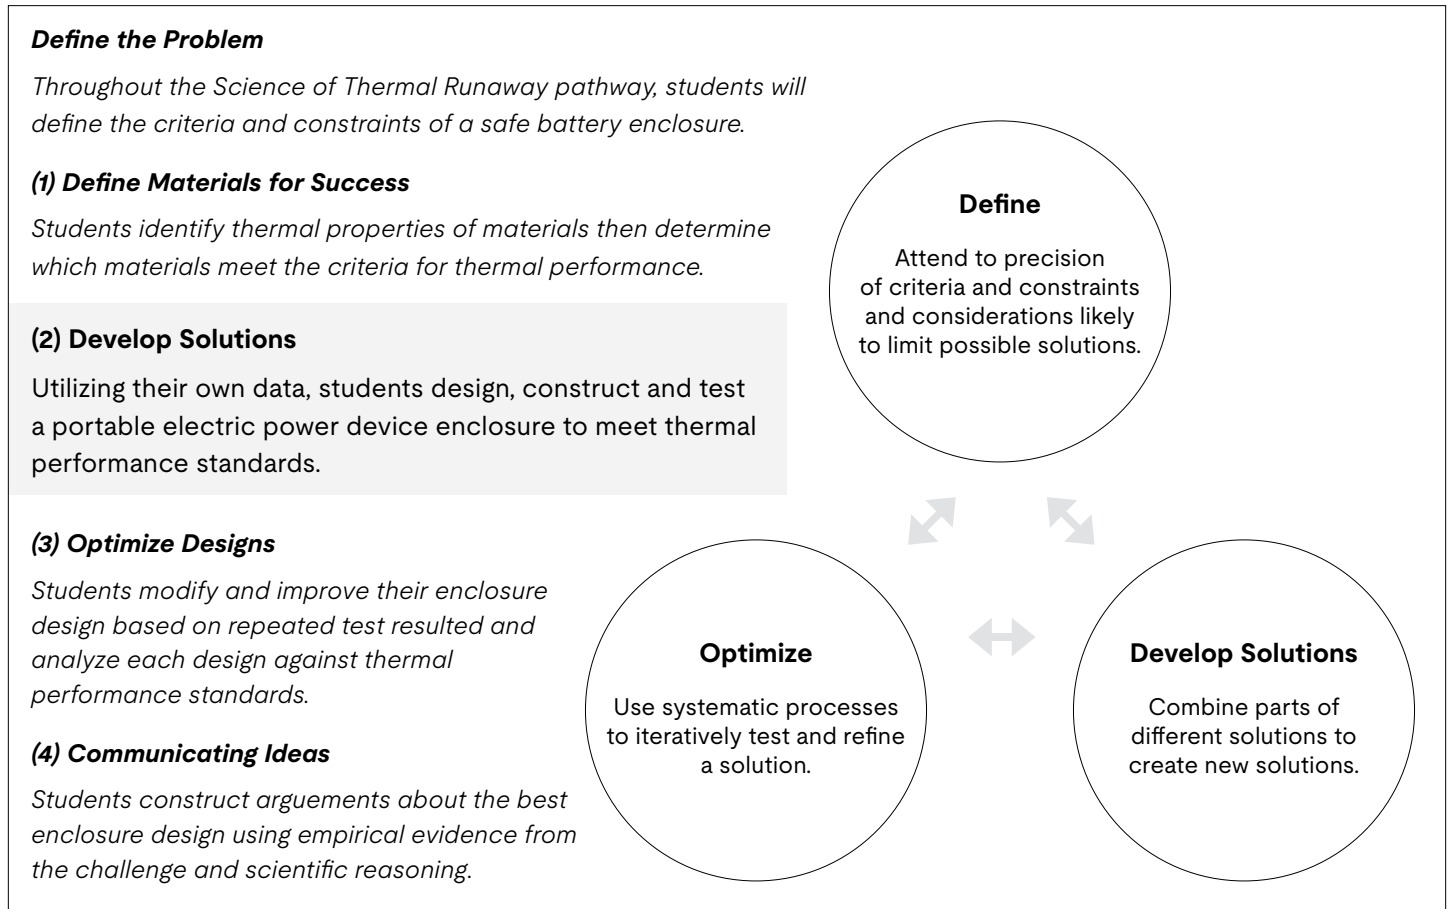 Define the Problem
Throughout the Science of Thermal Runaway pathway, students will
define the criteria and constraints of a safe battery enclosure.
(1) Define Materials for Success
Students identify thermal properties of materials then determine
which materials meet the criteria for thermal performance.
(2) Develop Solutions
Utilizing their own data, students design, construct and test
a portable electric power device enclosure to meet thermal
performance standards.
(3) Optimize Designs
Students modify and improve their enclosure
design based on repeated test resulted and
analyze each design against thermal
performance standards.
(4) Communicating Ideas
Students construct arguements about the best
enclosure design using empirical evidence from
the challenge and scientific reasoning.
Define
Attend to precision
of criteria and constraints
and considerations likely
to limit possible solutions.
Optimize
Use systematic processes
to iteratively test and refine
a solution.
Develop Solutions
Combine parts of
different solutions to
create new solutions.